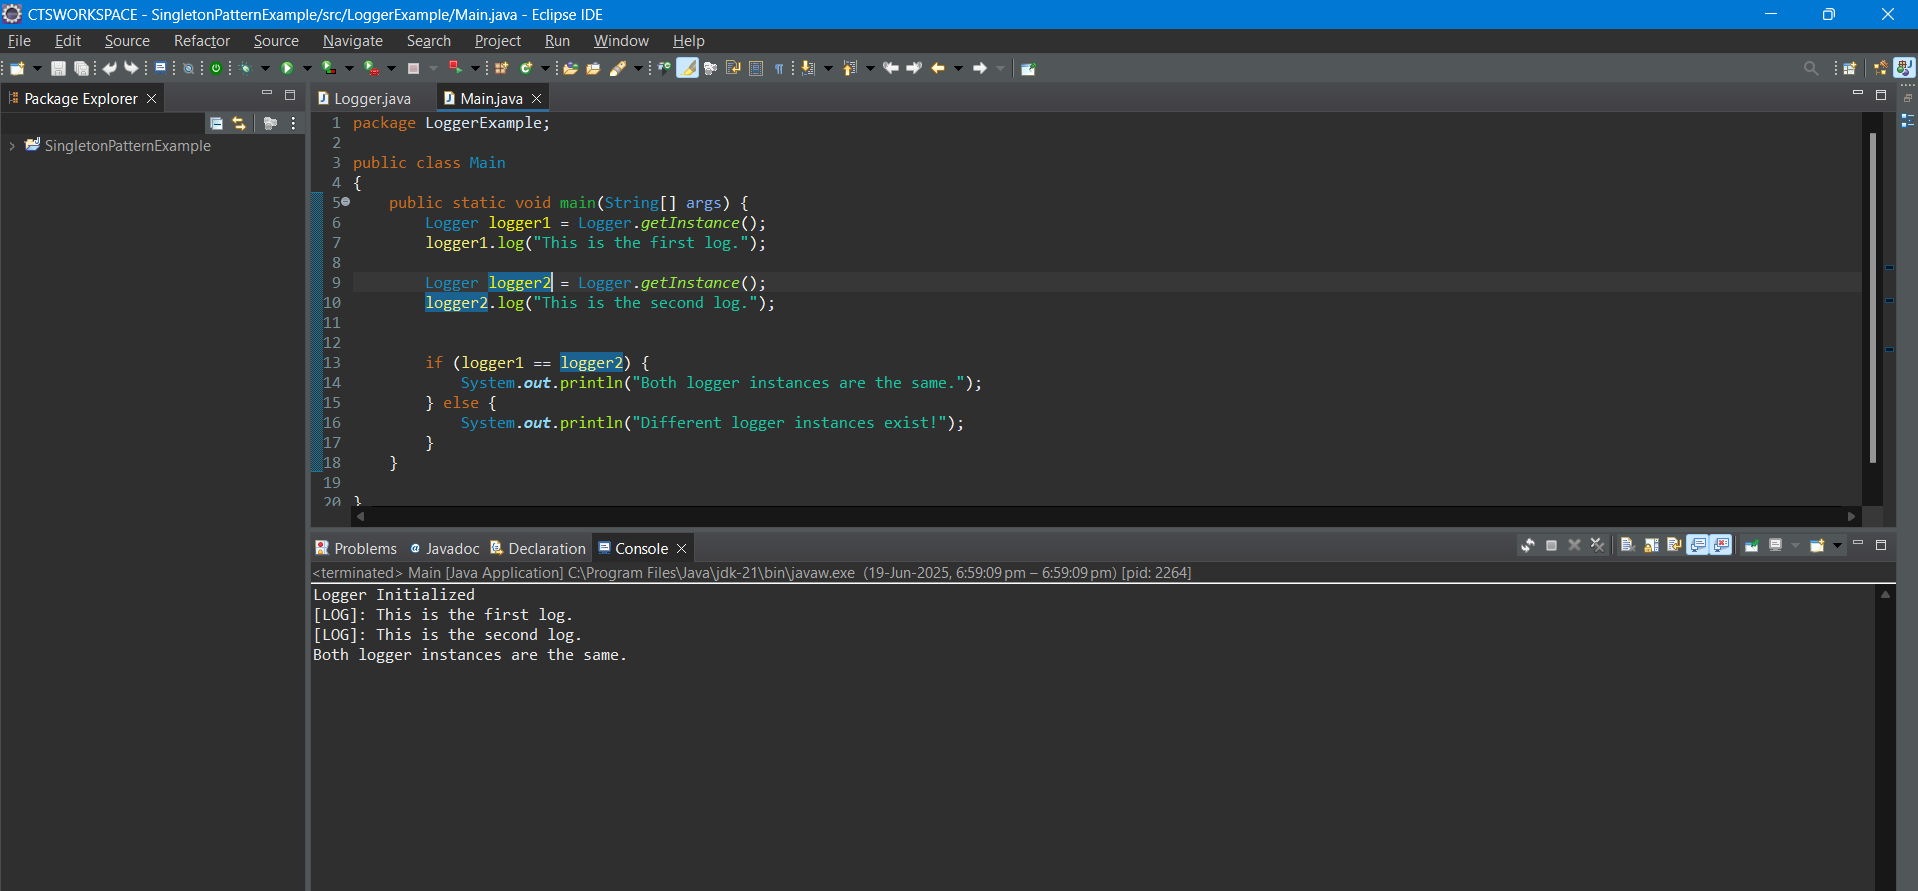 CTSWORKSPACE - SingletonPatternExample/src/LoggerExample/Main.java - Eclipse IDE
File Edit Source Refactor Source Navigate Search Project Run Window Help
Package Explorer
SingletonPatternExample
Logger.java Main.java
1 package LoggerExample;
2
3 public class Main
4 {
5 public static void main(String[] args) {
6 Logger logger1 = Logger.getInstance();
7 logger1.log("This is the first log.");
8
9 Logger logger2 = Logger.getInstance();
10 logger2.log("This is the second log.");
11
12
13 if (logger1 == logger2) {
14 System.out.println("Both logger instances are the same.");
15 } else {
16 System.out.println("Different logger instances exist!");
17 }
18 }
19
20 }
Problems Javadoc Declaration Console
<terminated> Main [Java Application] C:\Program Files\Java\jdk-21\bin\javaw.exe (19-Jun-2025, 6:59:09 pm – 6:59:09 pm) [pid: 2264]
Logger Initialized
[LOG]: This is the first log.
[LOG]: This is the second log.
Both logger instances are the same.